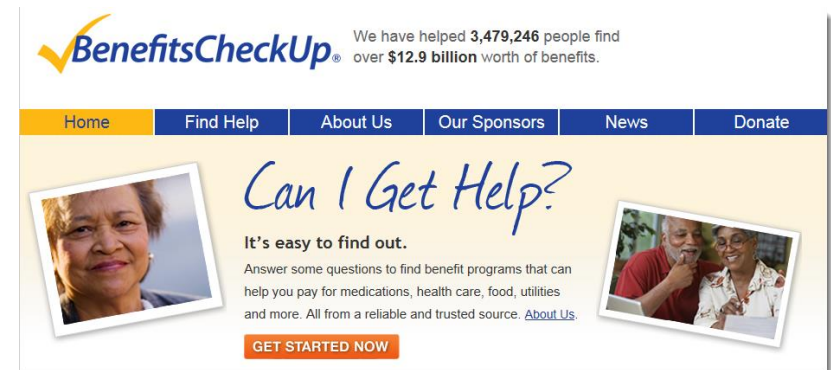 BenefitsCheckUp®
We have helped 3,479,246 people find
over $12.9 billion worth of benefits.
Home Find Help About Us Our Sponsors News Donate
Can I Get Help?
It's easy to find out.
Answer some questions to find benefit programs that can
help you pay for medications, health care, food, utilities
and more. All from a reliable and trusted source. About Us.
GET STARTED NOW